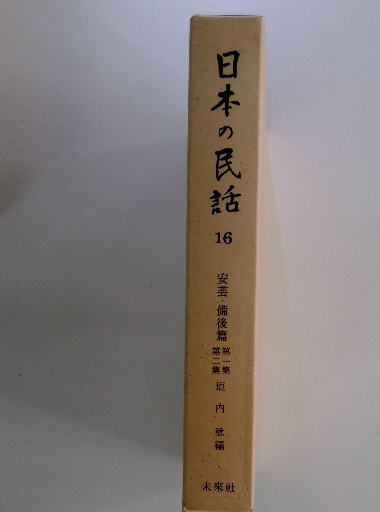 日本の民話
16
安芸・備後篇
第一集
第二集
垣内稔編
未来社